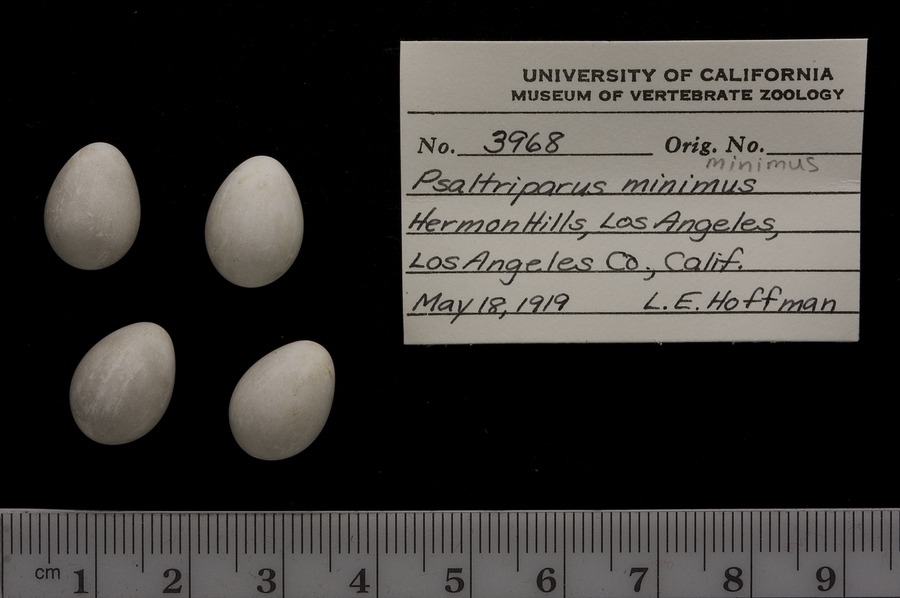 UNIVERSITY OF CALIFORNIA
MUSEUM OF VERTEBRATE ZOOLOGY
No. 3968 Orig. No.
minimus
Psaltriparus minimus
Hermon Hills, Los Angeles,
Los Angeles Co., Calif.
May 18, 1919 L.E. Hoffman
cm 1 2 3 4 5 6 7 8 9